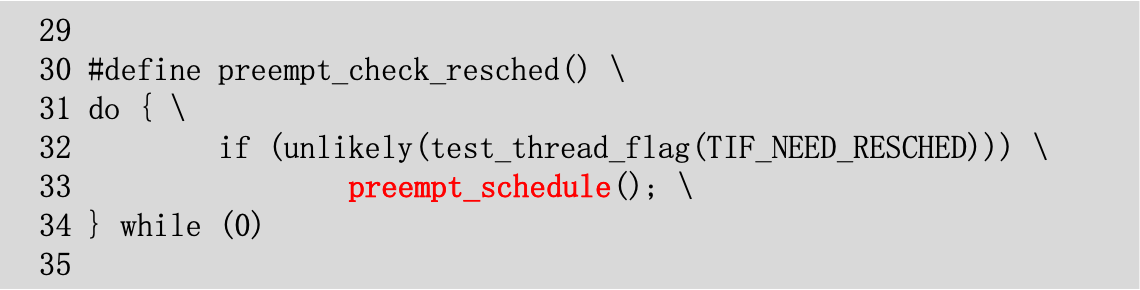 29
30 #define preempt_check_resched() \
31 do { \
32         if (unlikely(test_thread_flag(TIF_NEED_RESCHED))) \
33                 preempt_schedule(); \
34 } while (0)
35